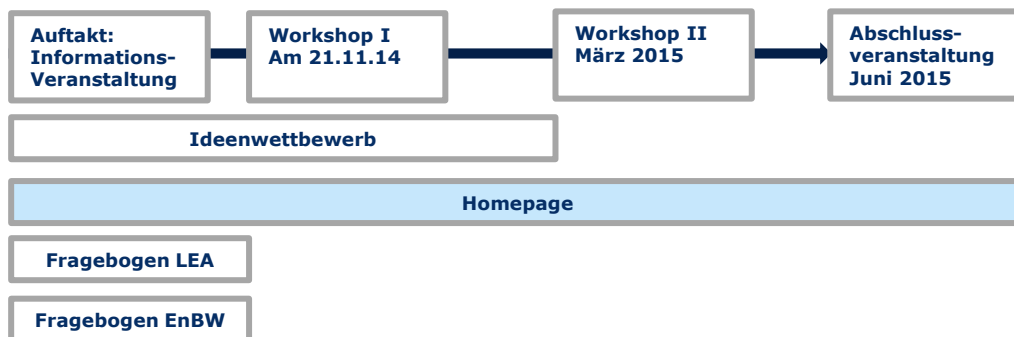 Auftakt:
Informations-
Veranstaltung
Workshop I
Am 21.11.14
Workshop II
März 2015
Abschluss-
veranstaltung
Juni 2015
Ideenwettbewerb
Homepage
Fragebogen LEA
Fragebogen EnBW